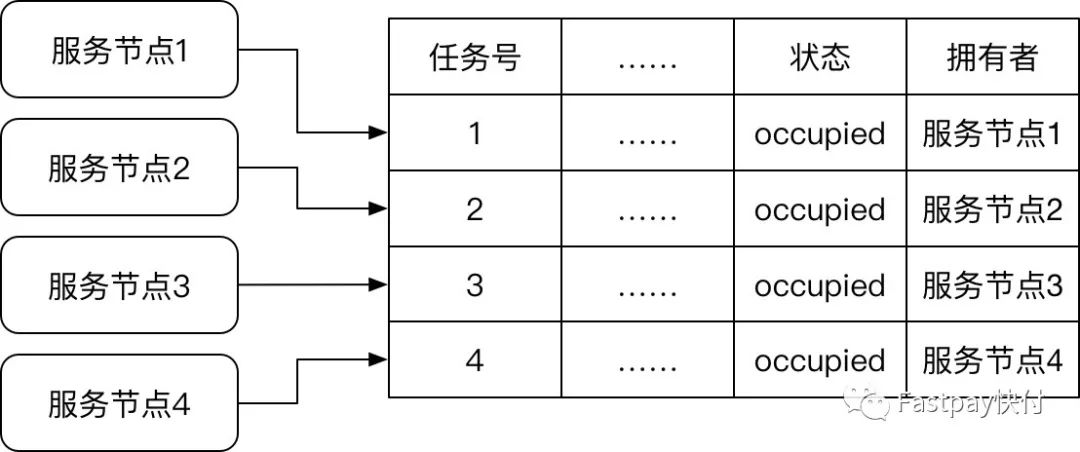 服务节点1
服务节点2
服务节点3
服务节点4
任务号 …… 状态 拥有者
1 …… occupied 服务节点1
2 …… occupied 服务节点2
3 …… occupied 服务节点3
4 …… occupied 服务节点4
Fastpay快付